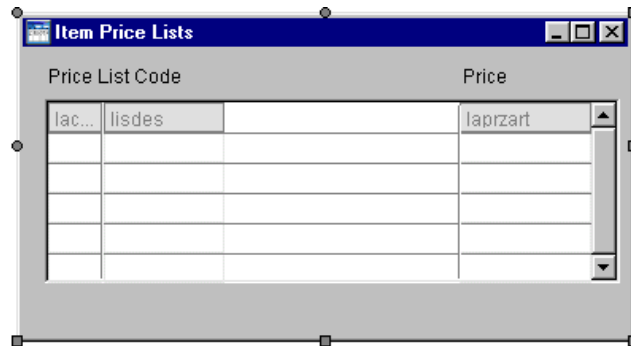 Item Price Lists
Price List Code Price
lac... lisdes laprzart